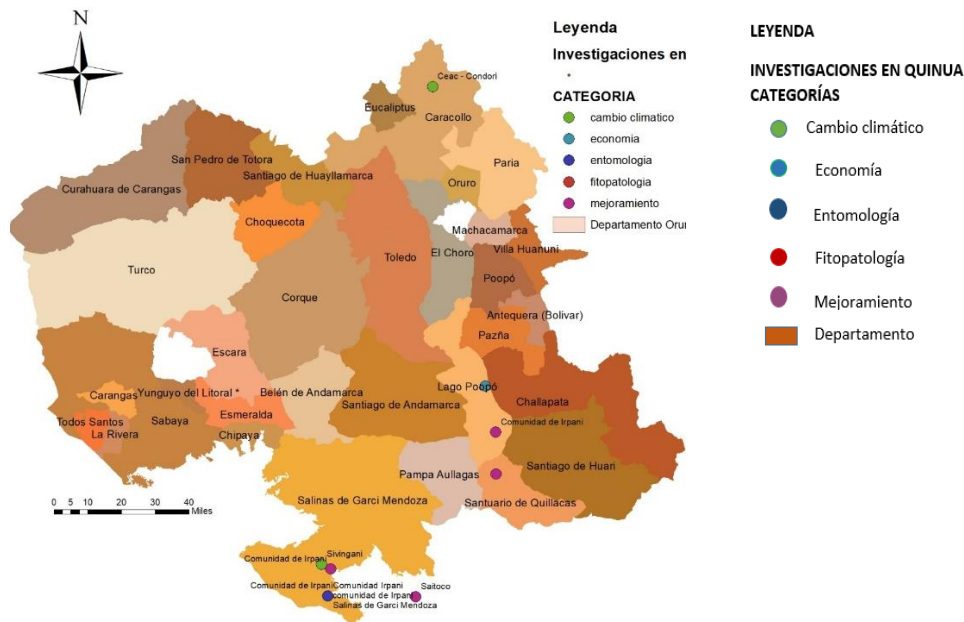 N
Leyenda
Investigaciones en
CATEGORIA
cambio climatico
economia
entomologia
fitopatologia
mejoramiento
Departamento Orur
LEYENDA
INVESTIGACIONES EN QUINUA
CATEGORÍAS
Cambio climático
Economía
Entomología
Fitopatología
Mejoramiento
Departamento
Ceac - Condori
Eucaliptus
Caracollo
San Pedro de Totora
Santiago de Huayllamarca
Paria
Curahuara de Carangas
Oruro
Choquecota
Machacamarca
Villa Huanuni
El Choro
Toledo
Turco
Poopó
Corque
Antequera (Bolivar)
Pazña
Escara
Lago Poopó
Carangas
Yunguyo del Litoral *
Belén de Andamarca
Challapata
Santiago de Andamarca
Todos Santos
Sabaya
Esmeralda
Comunidad de Irpani
La Rivera
Chipaya
Santiago de Huari
Pampa Aullagas
Salinas de Garci Mendoza
Santuario de Quillacas
0 5 10 20 30 40
Miles
Comunidad de Irpani
Sivingani
Comunidad de Irpani
Comunidad Irpani
comunidad de Irpani
Salinas de Garci Mendoza
Saitoco